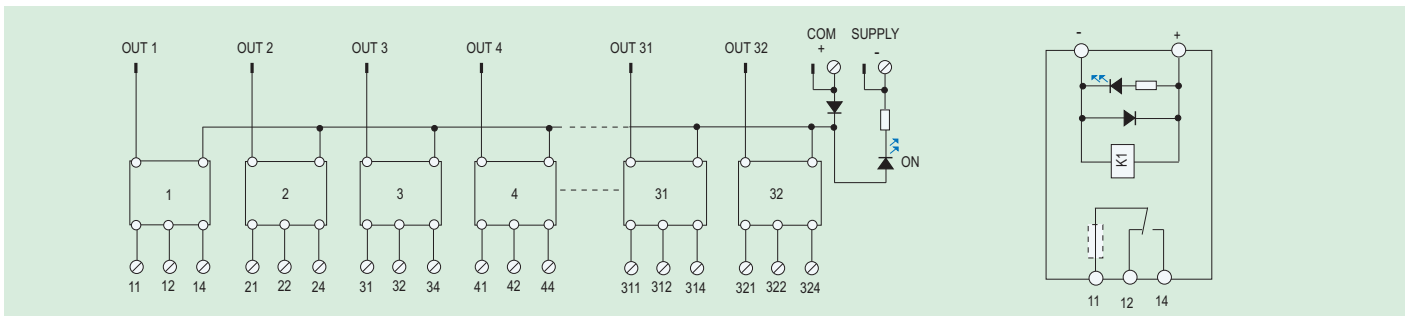 COM SUPPLY
OUT 1 OUT 2 OUT 3 OUT 4 OUT 31 OUT 32 + -
- +
ON
K1
1 2 3 4 31 32
11 12 14 21 22 24 31 32 34 41 42 44 311 312 314 321 322 324
11 12 14